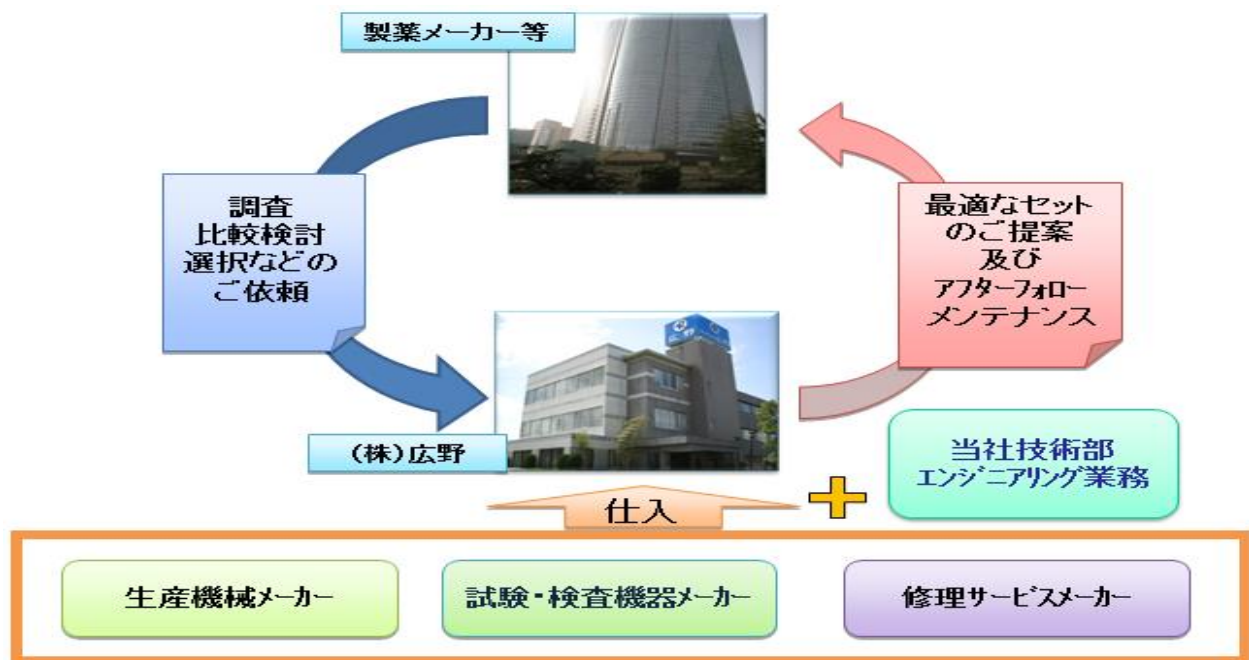 製薬メーカー等
調査
比較検討
選択などの
ご依頼
最適なセット
のご提案
及び
アフターフォロー
メンテナンス
(株)広野
当社技術部
エンジニアリング業務
仕入
生産機械メーカー
試験・検査機器メーカー
修理サービスメーカー